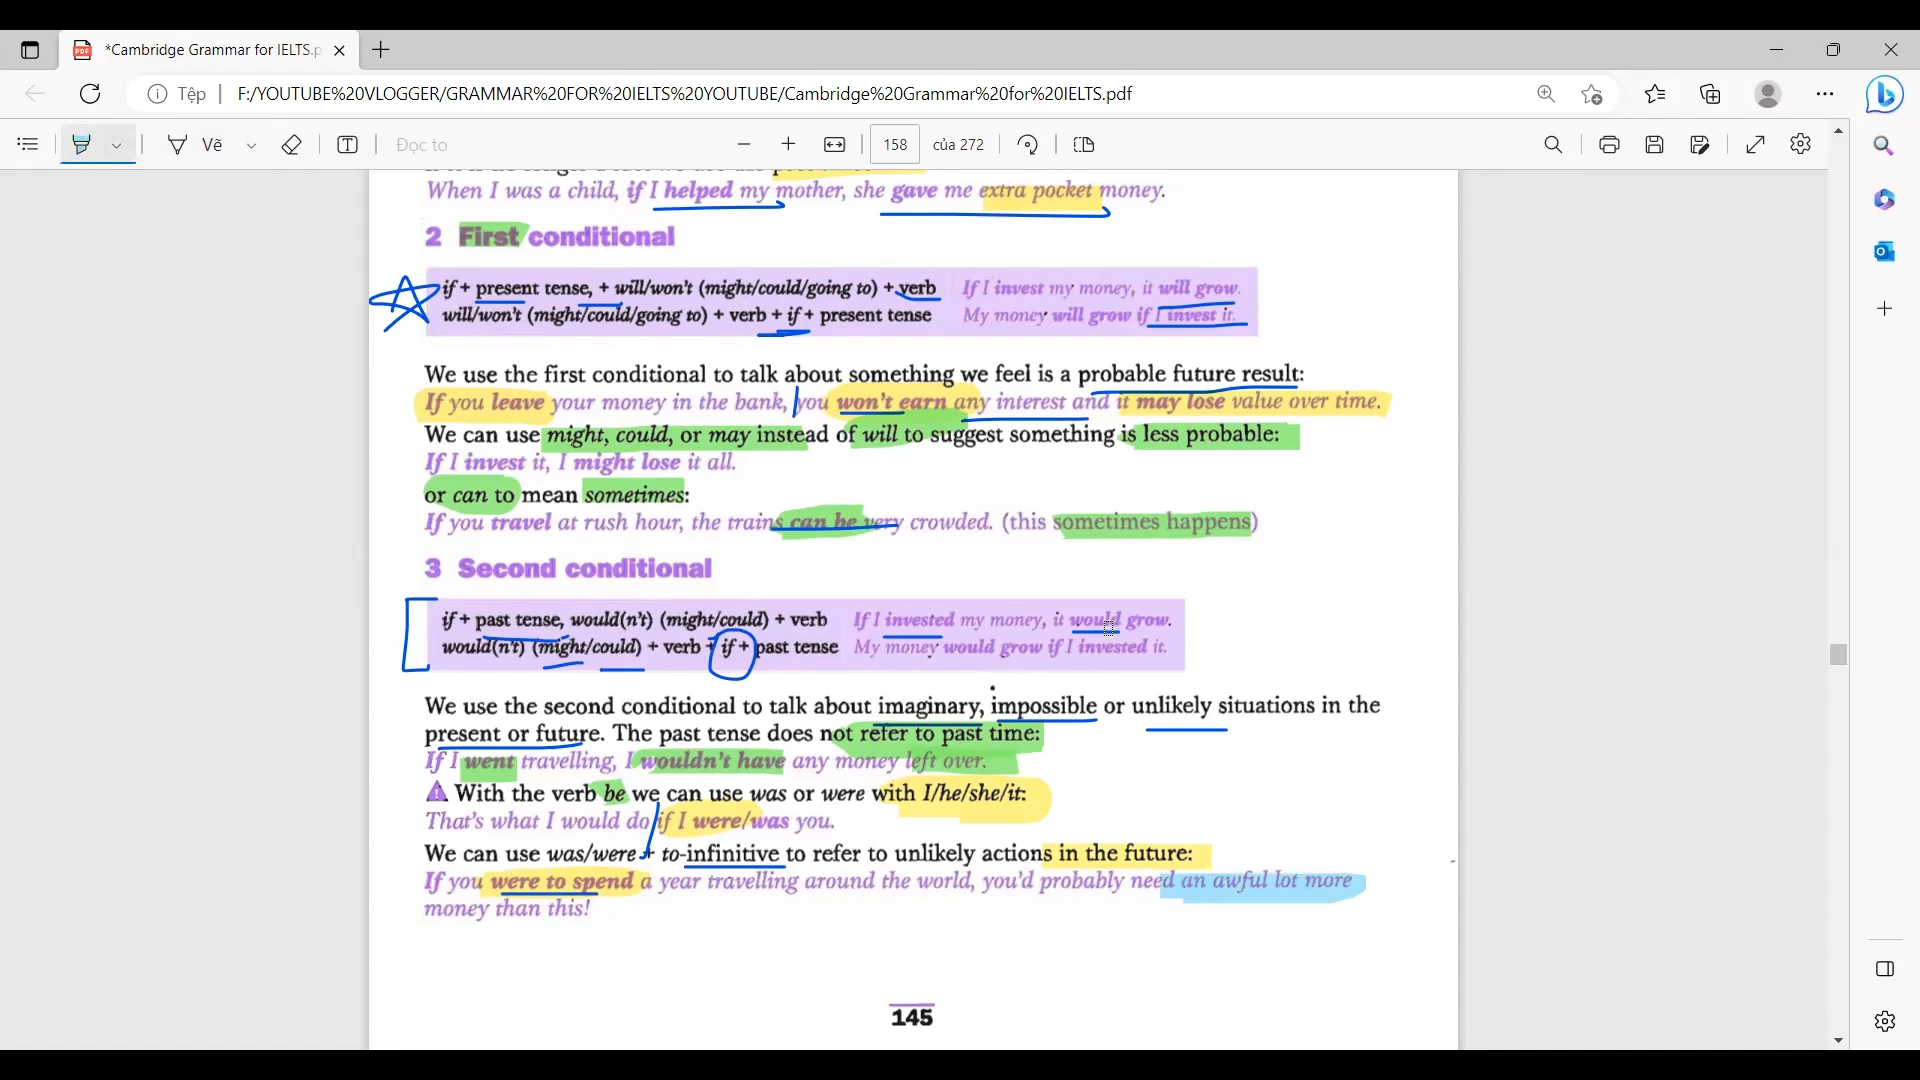 *Cambridge Grammar for IELTS.p
Tệp
F:/YOUTUBE%20VLOGGER/GRAMMAR%20FOR%20IELTS%20YOUTUBE/Cambridge%20Grammar%20for%20IELTS.pdf
Vẽ
Đọc to
158
của 272
When I was a child, if I helped my mother, she gave me extra pocket money.
2 First conditional
if + present tense, + will/won't (might/could/going to) + verb
If I invest my money, it will grow.
will/won't (might/could/going to) + verb + if + present tense
My money will grow if I invest it.
We use the first conditional to talk about something we feel is a probable future result:
If you leave your money in the bank, you won't earn any interest and it may lose value over time.
We can use might, could, or may instead of will to suggest something is less probable:
If I invest it, I might lose it all.
or can to mean sometimes:
If you travel at rush hour, the trains can be very crowded. (this sometimes happens)
3 Second conditional
if + past tense, would(n't) (might/could) + verb
If I invested my money, it would grow.
would(n't) (might/could) + verb + if + past tense
My money would grow if I invested it.
We use the second conditional to talk about imaginary, impossible or unlikely situations in the
present or future. The past tense does not refer to past time:
If I went travelling, I wouldn't have any money left over.
With the verb be we can use was or were with I/he/she/it:
That's what I would do if I were/was you.
We can use was/were + to-infinitive to refer to unlikely actions in the future:
If you were to spend a year travelling around the world, you'd probably need an awful lot more
money than this!
145